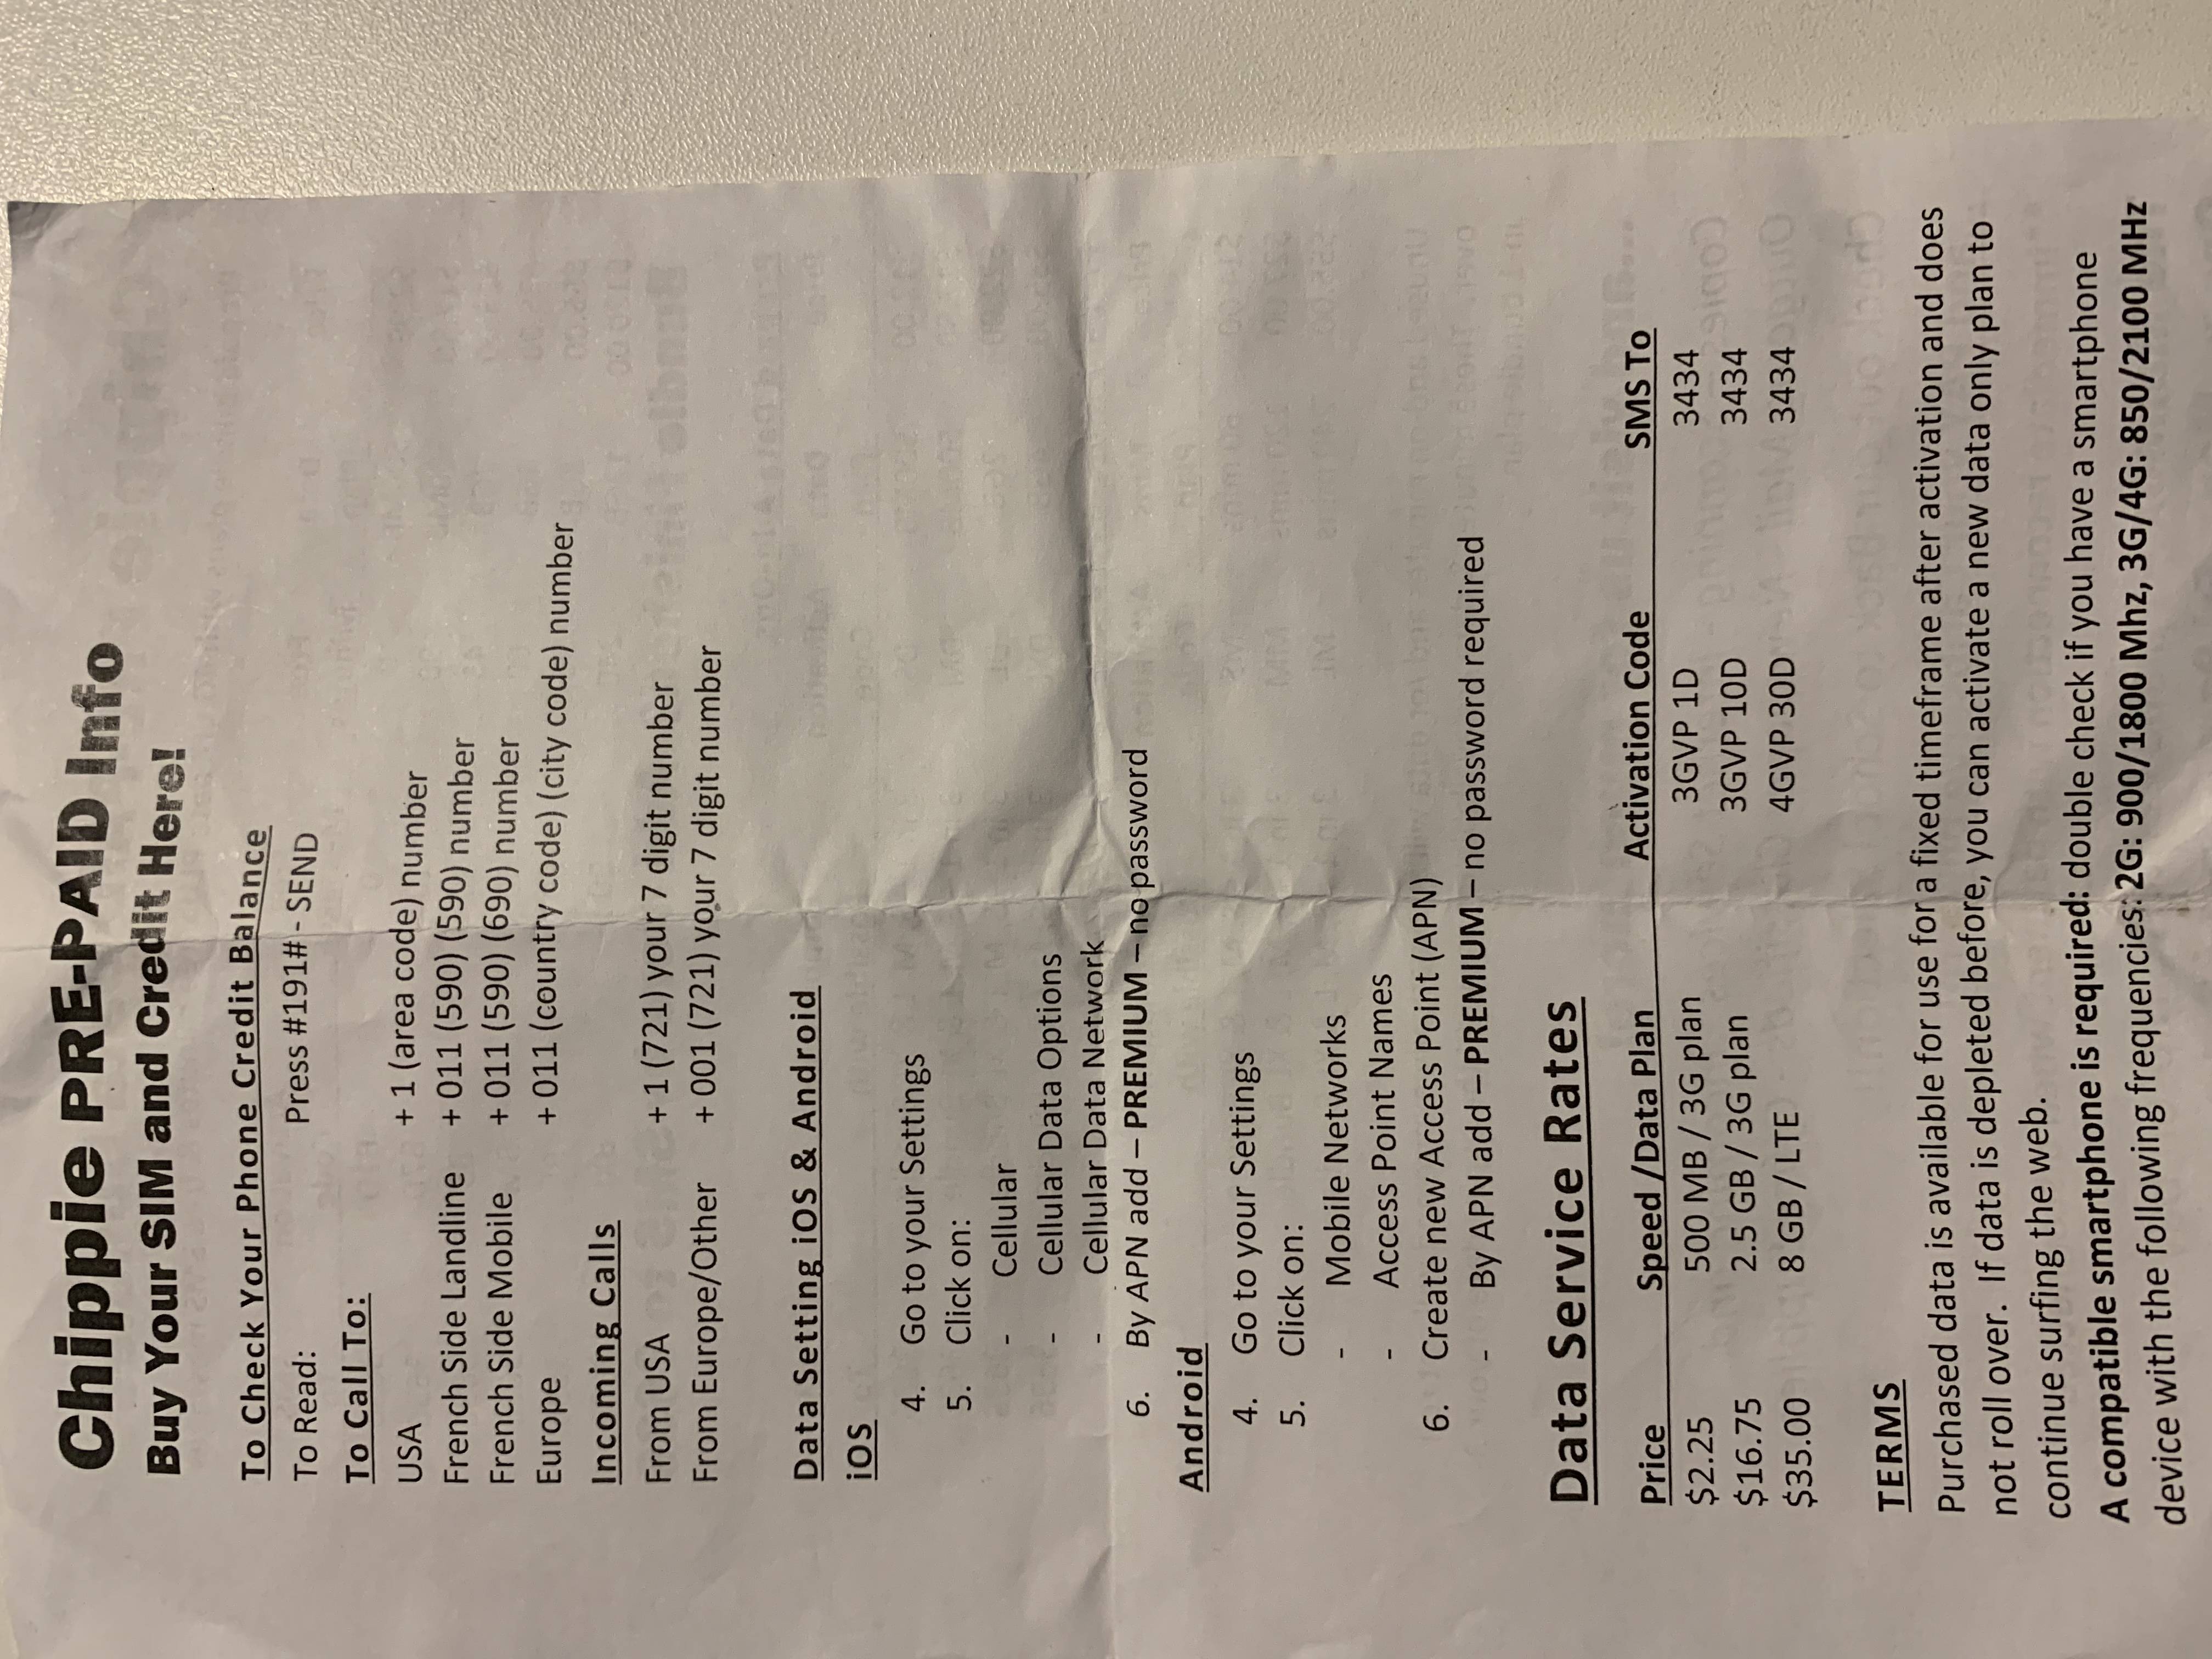 Chippie PRE-PAID Info
Buy Your SIM and Credit Here!
To Check Your Phone Credit Balance
To Read: Press #191# - SEND
To Call To:
USA + 1 (area code) number
French Side Landline + 011 (590) (590) number
French Side Mobile + 011 (590) (690) number
Europe + 011 (country code) (city code) number
Incoming Calls
From USA + 1 (721) your 7 digit number
From Europe/Other + 001 (721) your 7 digit number
Data Setting iOS & Android
iOS
4. Go to your Settings
5. Click on:
- Cellular
- Cellular Data Options
- Cellular Data Network
6. By APN add – PREMIUM – no password
Android
4. Go to your Settings
5. Click on:
- Mobile Networks
- Access Point Names
6. Create new Access Point (APN)
- By APN add – PREMIUM – no password required
Data Service Rates
Price Speed /Data Plan Activation Code SMS To
$2.25 500 MB / 3G plan 3GVP 1D 3434
$16.75 2.5 GB / 3G plan 3GVP 10D 3434
$35.00 8 GB / LTE 4GVP 30D 3434
TERMS
Purchased data is available for use for a fixed timeframe after activation and does
not roll over. If data is depleted before, you can activate a new data only plan to
continue surfing the web.
A compatible smartphone is required: double check if you have a smartphone
device with the following frequencies: 2G: 900/1800 Mhz, 3G/4G: 850/2100 MHz